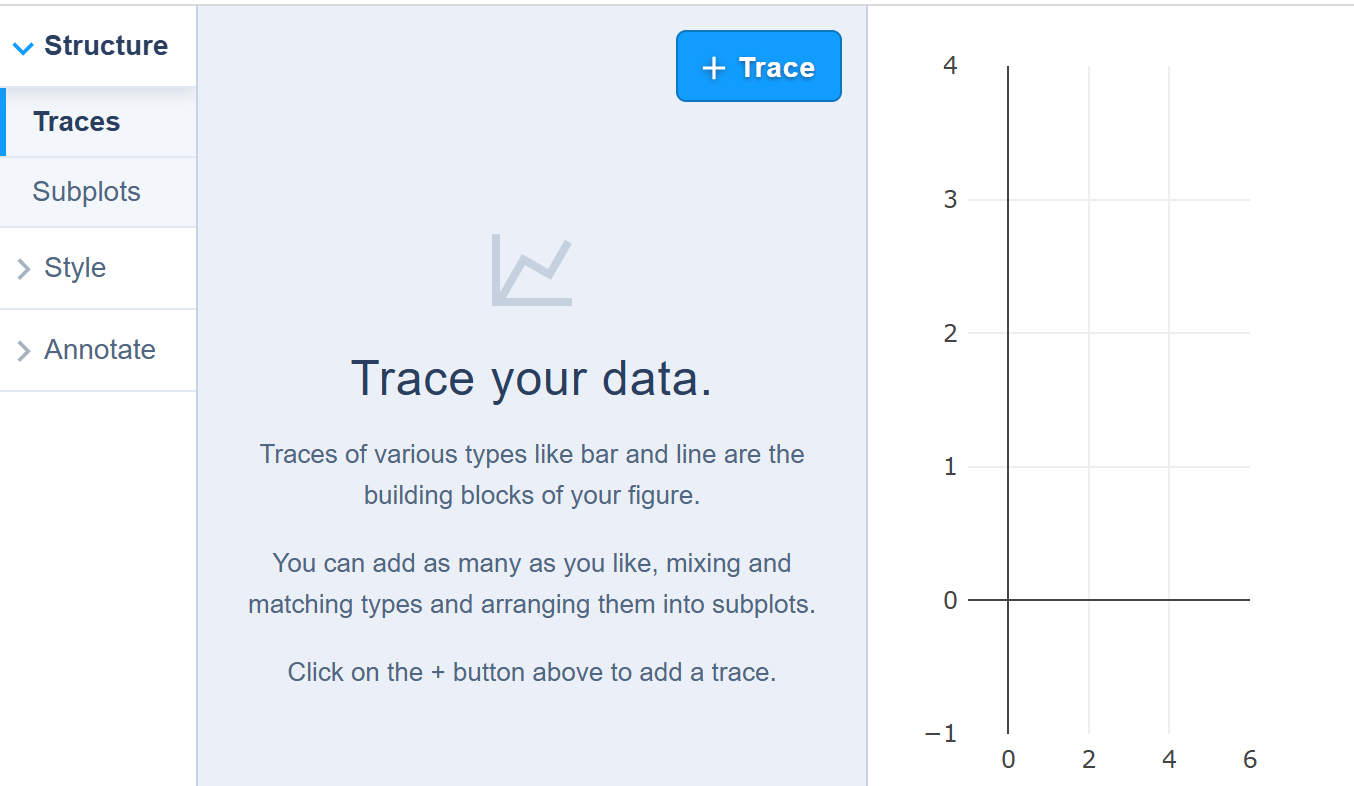 Structure
Traces
Subplots
Style
Annotate
+ Trace
Trace your data.
Traces of various types like bar and line are the
building blocks of your figure.
You can add as many as you like, mixing and
matching types and arranging them into subplots.
Click on the + button above to add a trace.
4
3
2
1
0
−1
0 2 4 6